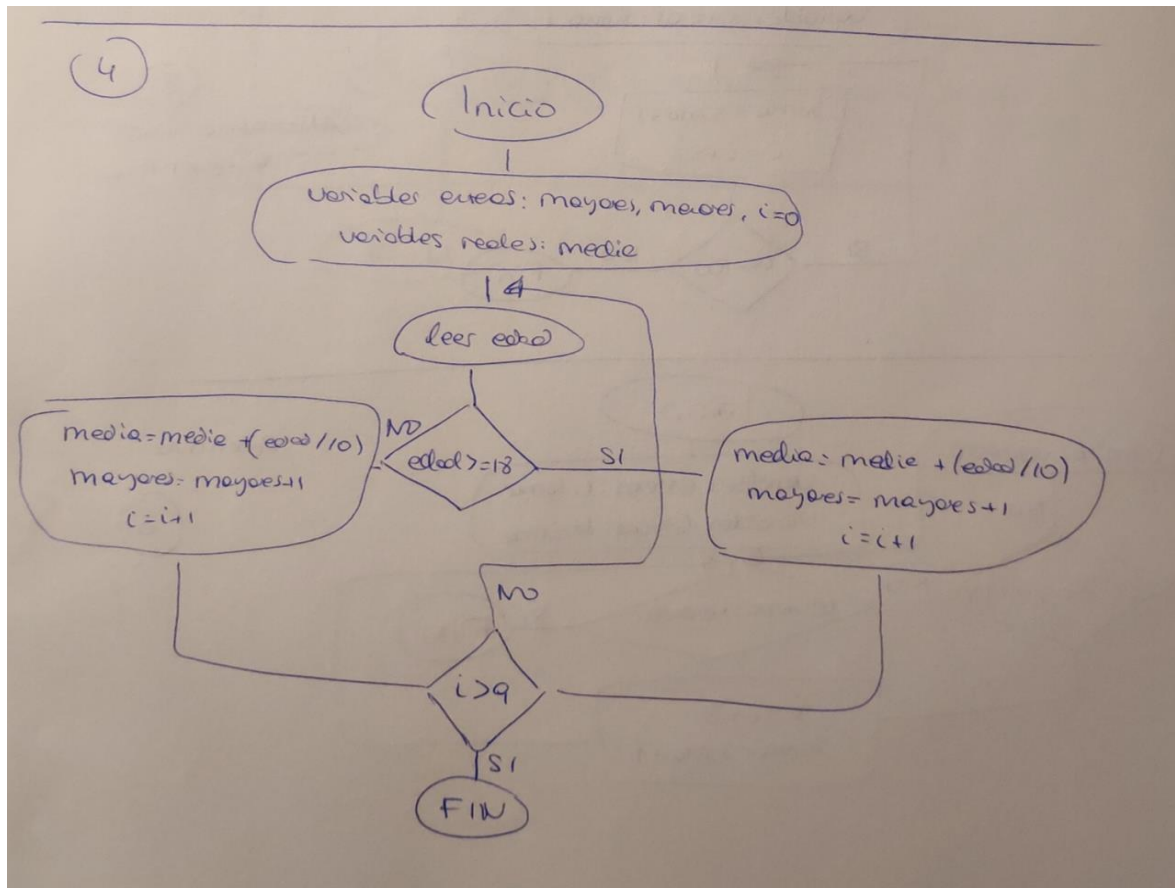 4
Inicio
variables enteras: mayores, menores, i=0
variables reales: media
leer edad
NO
edad>=18
SI
media=media+(edad/10)
mayores=mayores+1
i=i+1
media=media+(edad/10)
mayores=mayores+1
i=i+1
NO
i>9
SI
FIN